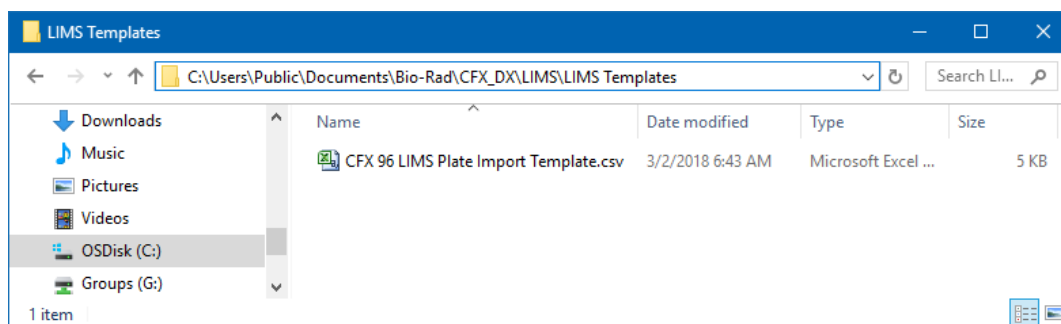 LIMS Templates
C:\Users\Public\Documents\Bio-Rad\CFX_DX\LIMS\LIMS Templates
Search LI...
Downloads
Music
Pictures
Videos
OSDisk (C:)
Groups (G:)
Name Date modified Type Size
CFX 96 LIMS Plate Import Template.csv 3/2/2018 6:43 AM Microsoft Excel ... 5 KB
1 item